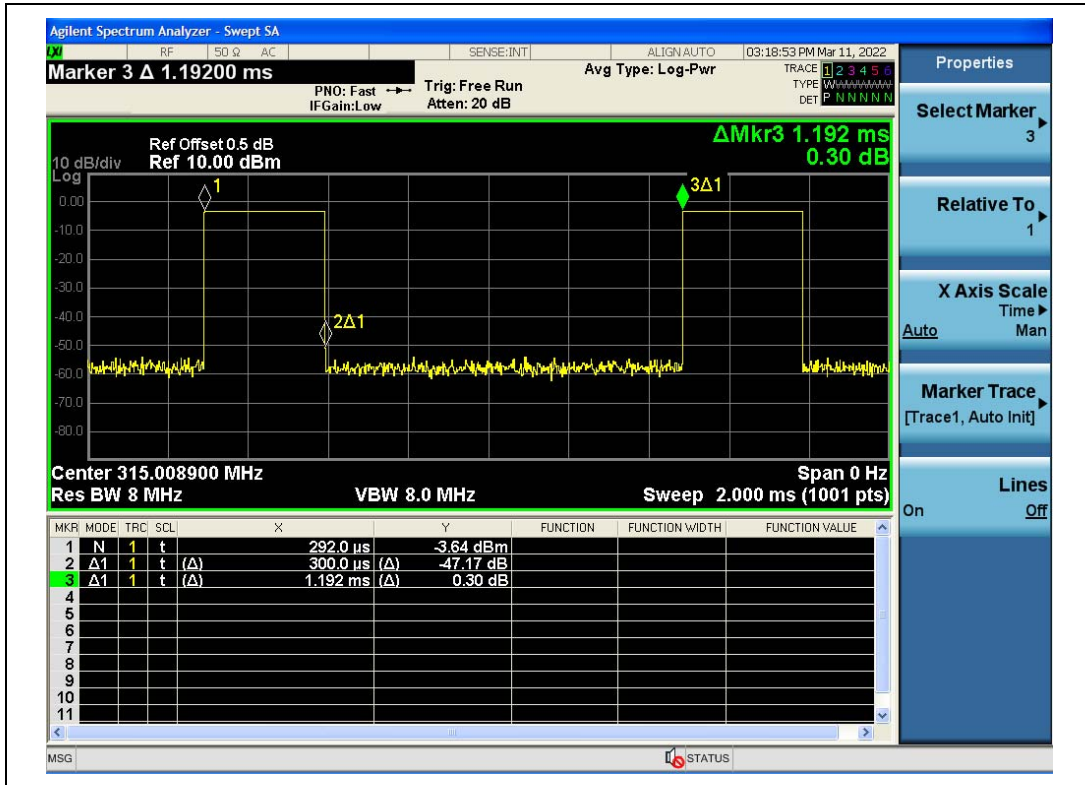 Agilent Spectrum Analyzer - Swept SA
LXI RF 50 Ω AC SENSE:INT ALIGN AUTO 03:18:53 PM Mar 11, 2022
Marker 3 Δ 1.19200 ms
PNO: Fast
IFGain:Low
Trig: Free Run
Atten: 20 dB
Avg Type: Log-Pwr
TRACE 1 2 3 4 5 6
TYPE WWWWWW
DET P N N N N N
ΔMkr3 1.192 ms
0.30 dB
Ref Offset 0.5 dB
10 dB/div Ref 10.00 dBm
Log
1
3Δ1
2Δ1
0.00
-10.0
-20.0
-30.0
-40.0
-50.0
-60.0
-70.0
-80.0
Center 315.008900 MHz Span 0 Hz
Res BW 8 MHz VBW 8.0 MHz Sweep 2.000 ms (1001 pts)
MKR MODE TRC SCL X Y FUNCTION FUNCTION WIDTH FUNCTION VALUE
1 N 1 t 292.0 µs -3.64 dBm
2 Δ1 1 t (Δ) 300.0 µs (Δ) -47.17 dB
3 Δ1 1 t (Δ) 1.192 ms (Δ) 0.30 dB
4
5
6
7
8
9
10
11
MSG STATUS
Properties
Select Marker
3
Relative To
1
X Axis Scale
Time
Auto Man
Marker Trace
[Trace1, Auto Init]
Lines
On Off